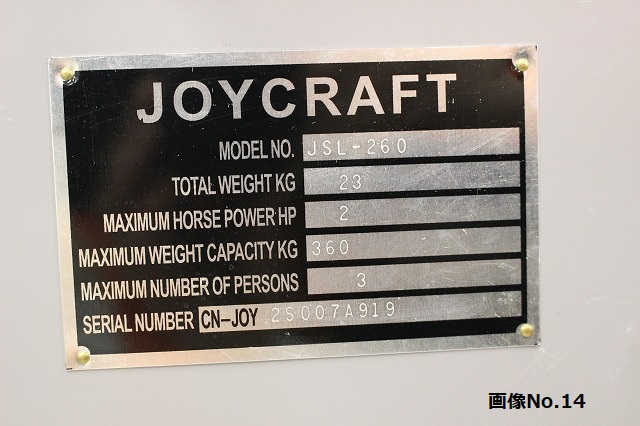 JOYCRAFT
MODEL NO. JSL-260
TOTAL WEIGHT KG 23
MAXIMUM HORSE POWER HP 2
MAXIMUM WEIGHT CAPACITY KG 360
MAXIMUM NUMBER OF PERSONS 3
SERIAL NUMBER CN-JOY 2S007A919
画像No.14